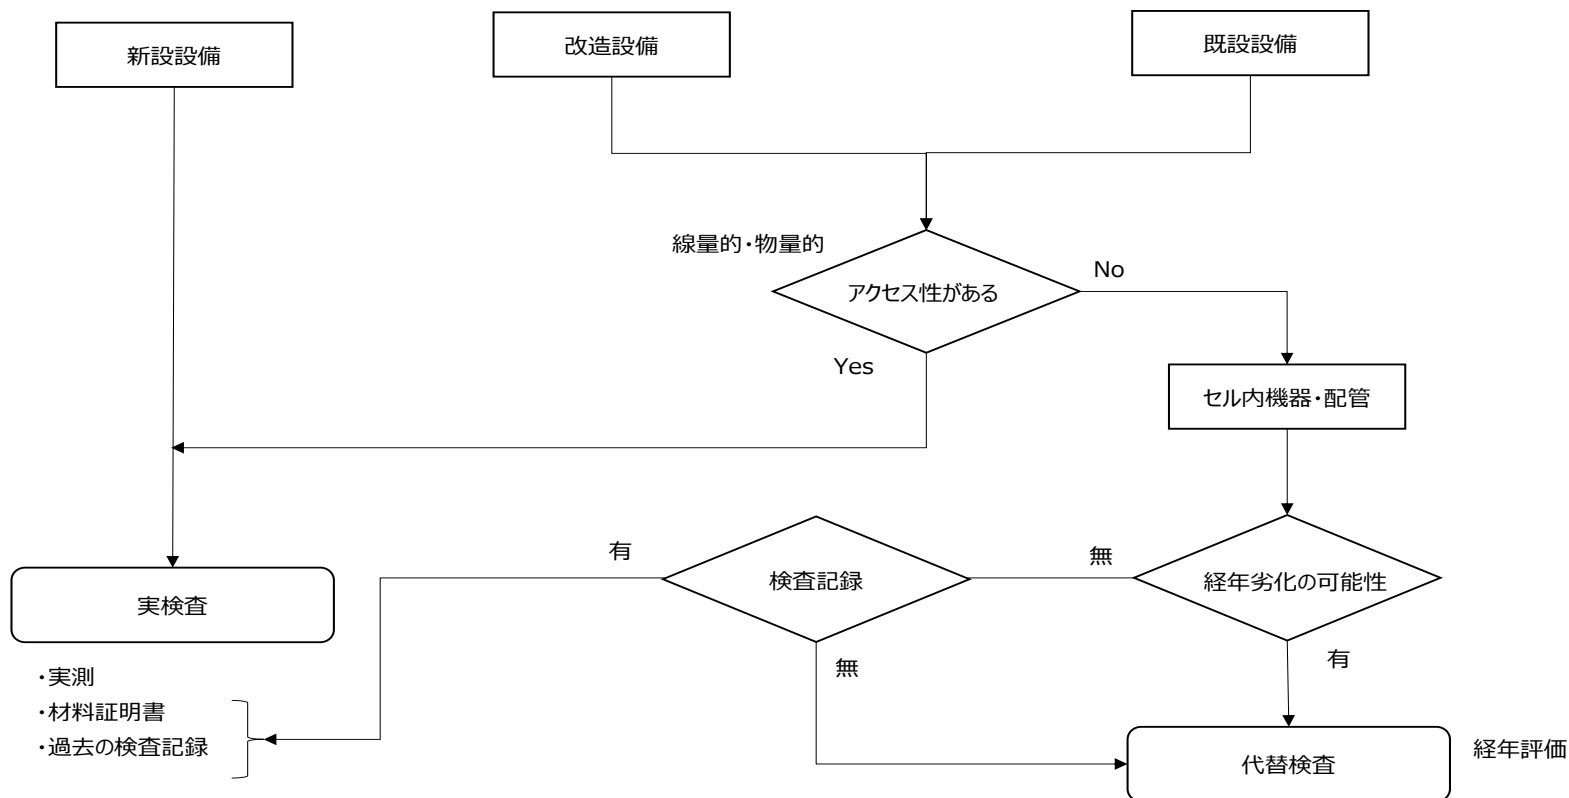 新設設備
改造設備
既設設備
線量的・物量的
アクセス性がある
No
Yes
セル内機器・配管
有
検査記録
無
経年劣化の可能性
実検査
無
有
・実測
・材料証明書
・過去の検査記録
代替検査
経年評価